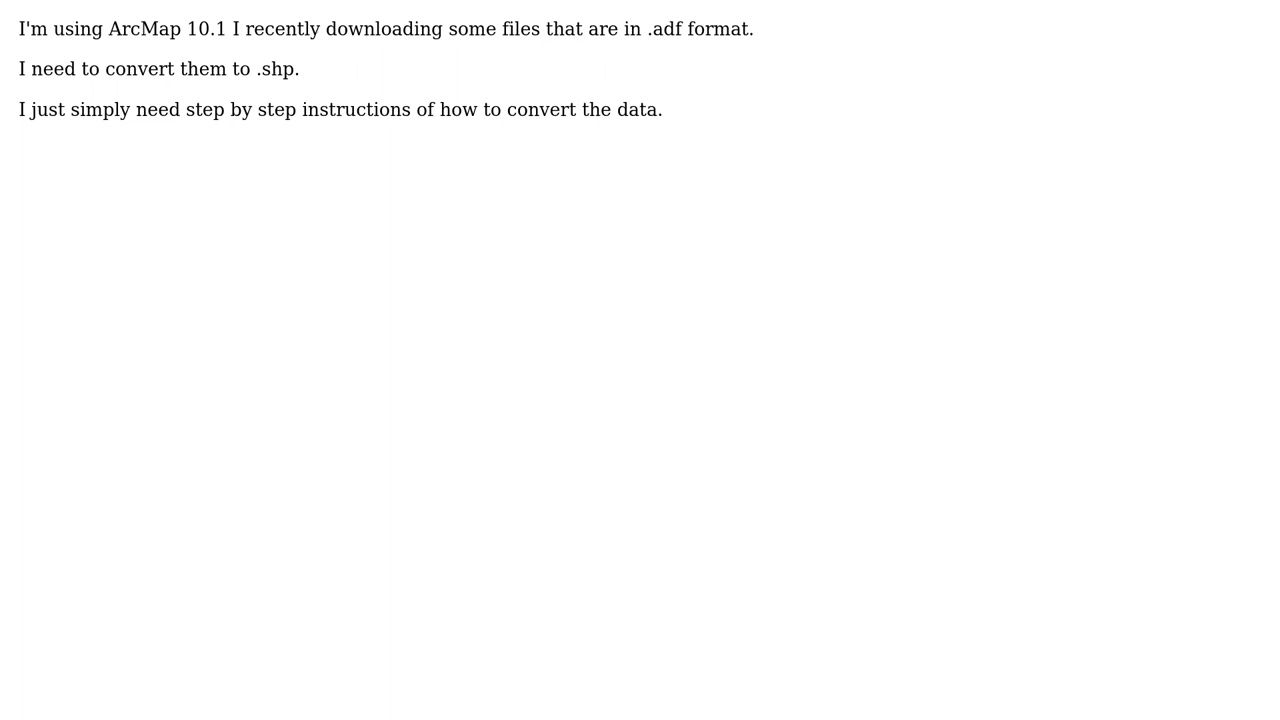 I'm using ArcMap 10.1 I recently downloading some files that are in .adf format.
I need to convert them to .shp.
I just simply need step by step instructions of how to convert the data.